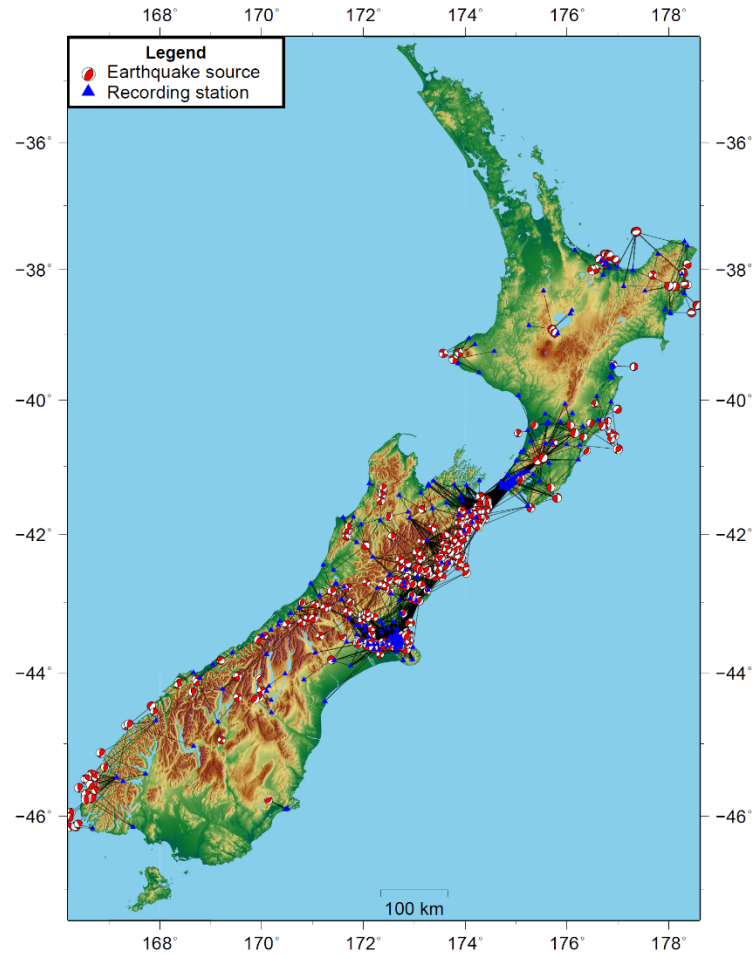 168° 170° 172° 174° 176° 178°
Legend
Earthquake source
Recording station
−36° −36°
−38° −38°
−40° −40°
−42° −42°
−44° −44°
−46° −46°
100 km
168° 170° 172° 174° 176° 178°